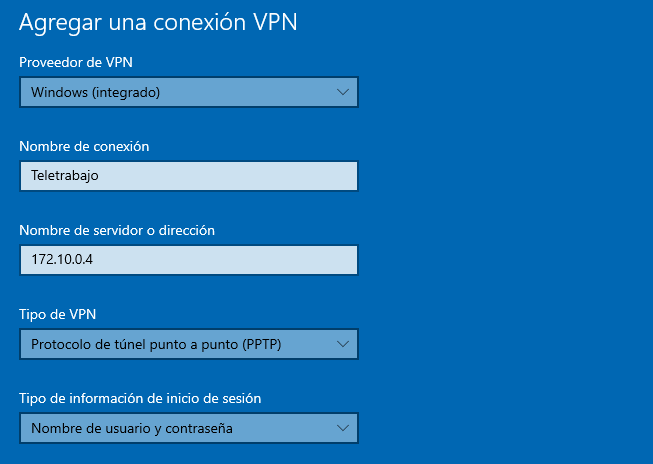 Agregar una conexión VPN
Proveedor de VPN
Windows (integrado)
Nombre de conexión
Teletrabajo
Nombre de servidor o dirección
172.10.0.4
Tipo de VPN
Protocolo de túnel punto a punto (PPTP)
Tipo de información de inicio de sesión
Nombre de usuario y contraseña